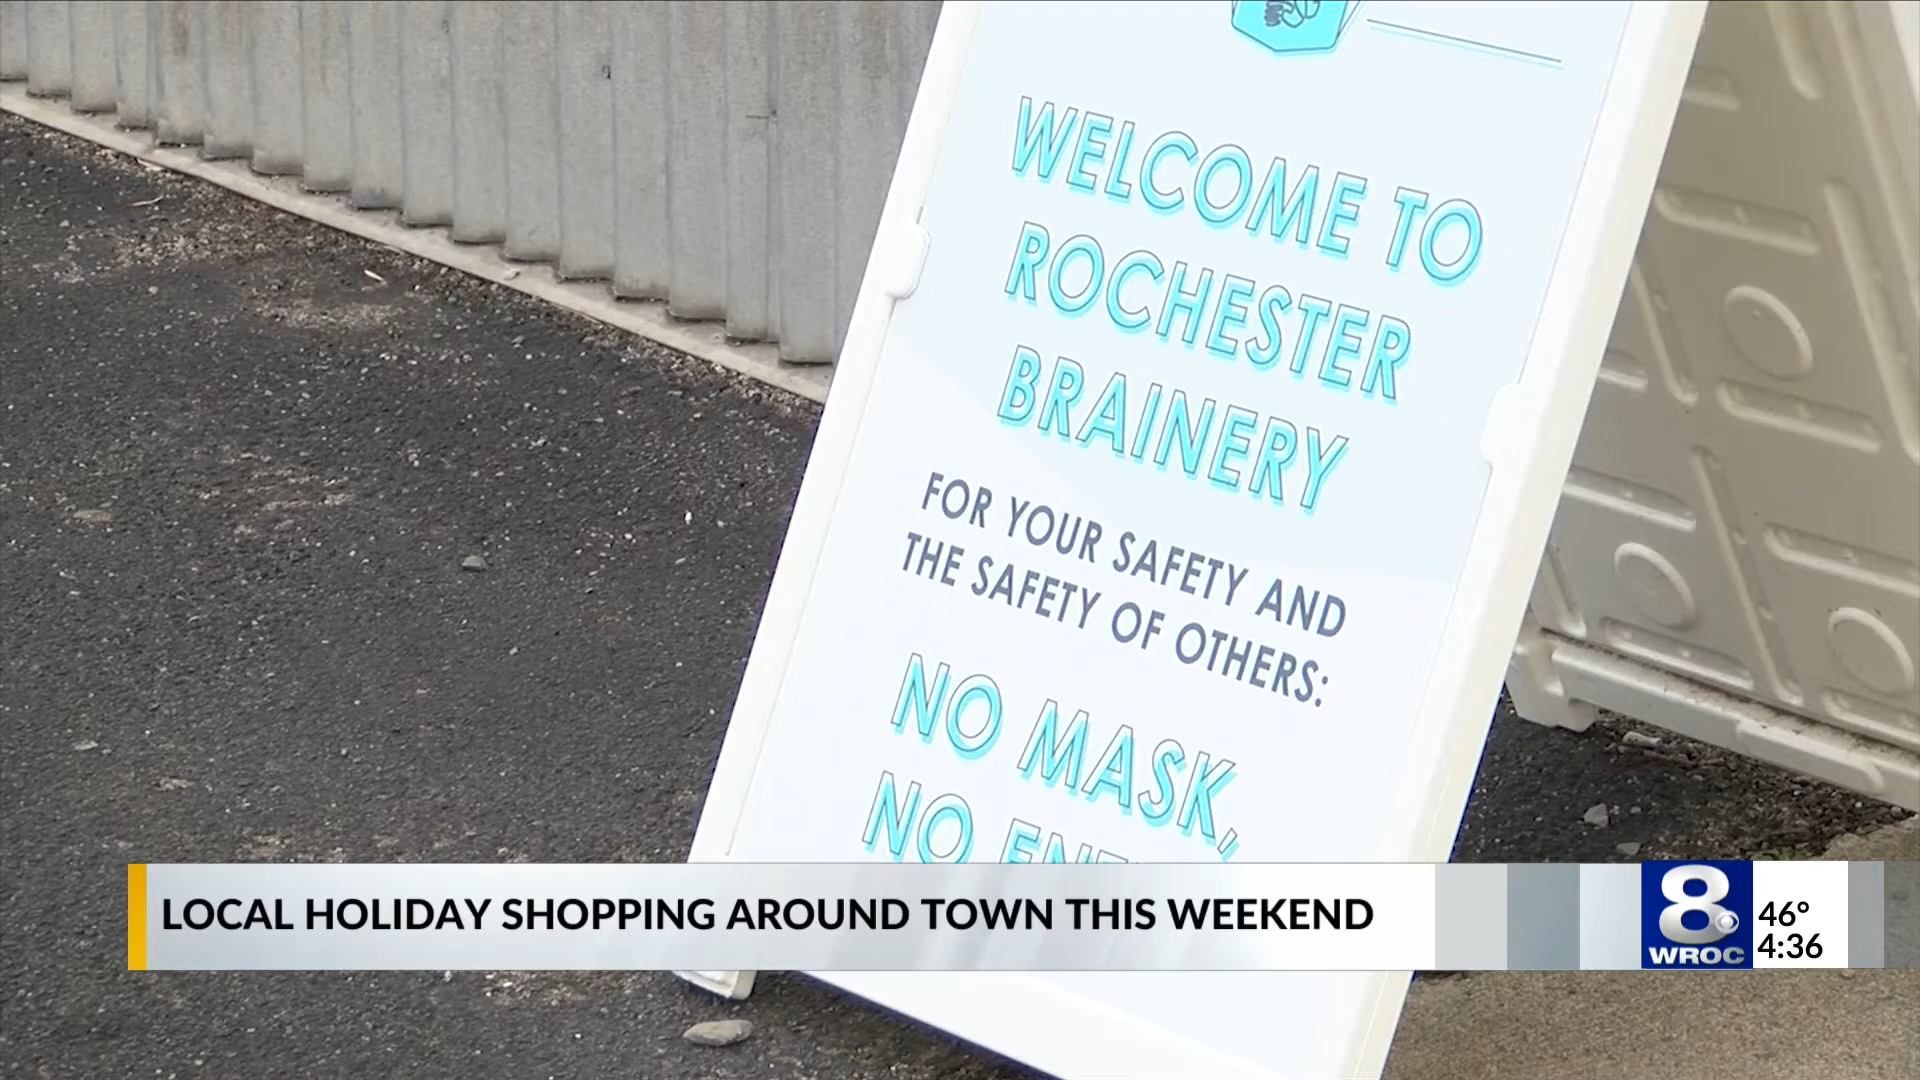 WELCOME TO
ROCHESTER
BRAINERY
FOR YOUR SAFETY AND
THE SAFETY OF OTHERS:
NO MASK,
NO
LOCAL HOLIDAY SHOPPING AROUND TOWN THIS WEEKEND
8
WROC
46°
4:36